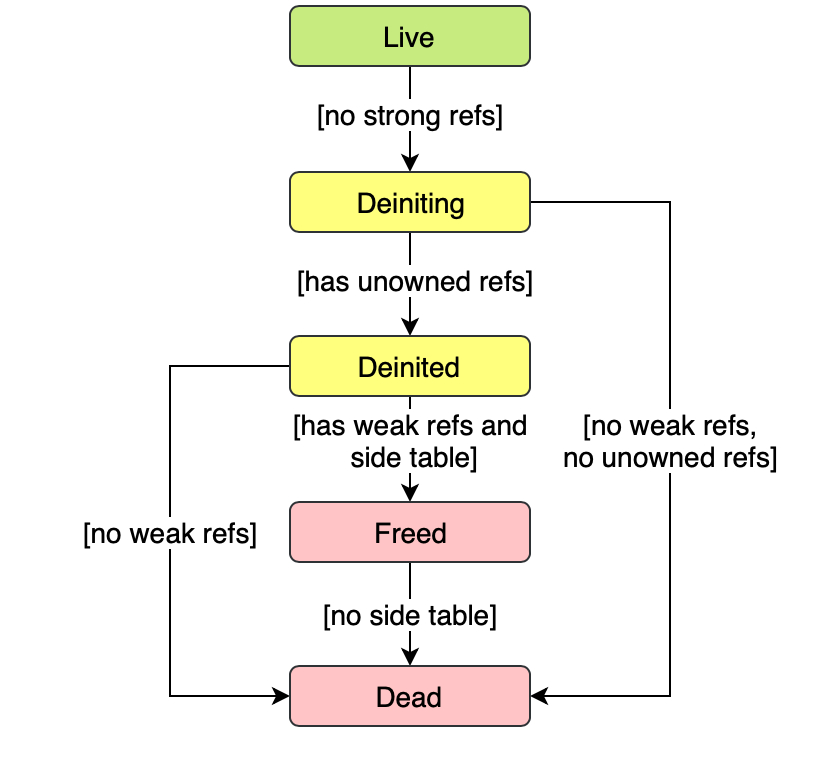 Live
[no strong refs]
Deiniting
[has unowned refs]
Deinited
[has weak refs and
side table]
[no weak refs,
no unowned refs]
[no weak refs]
Freed
[no side table]
Dead